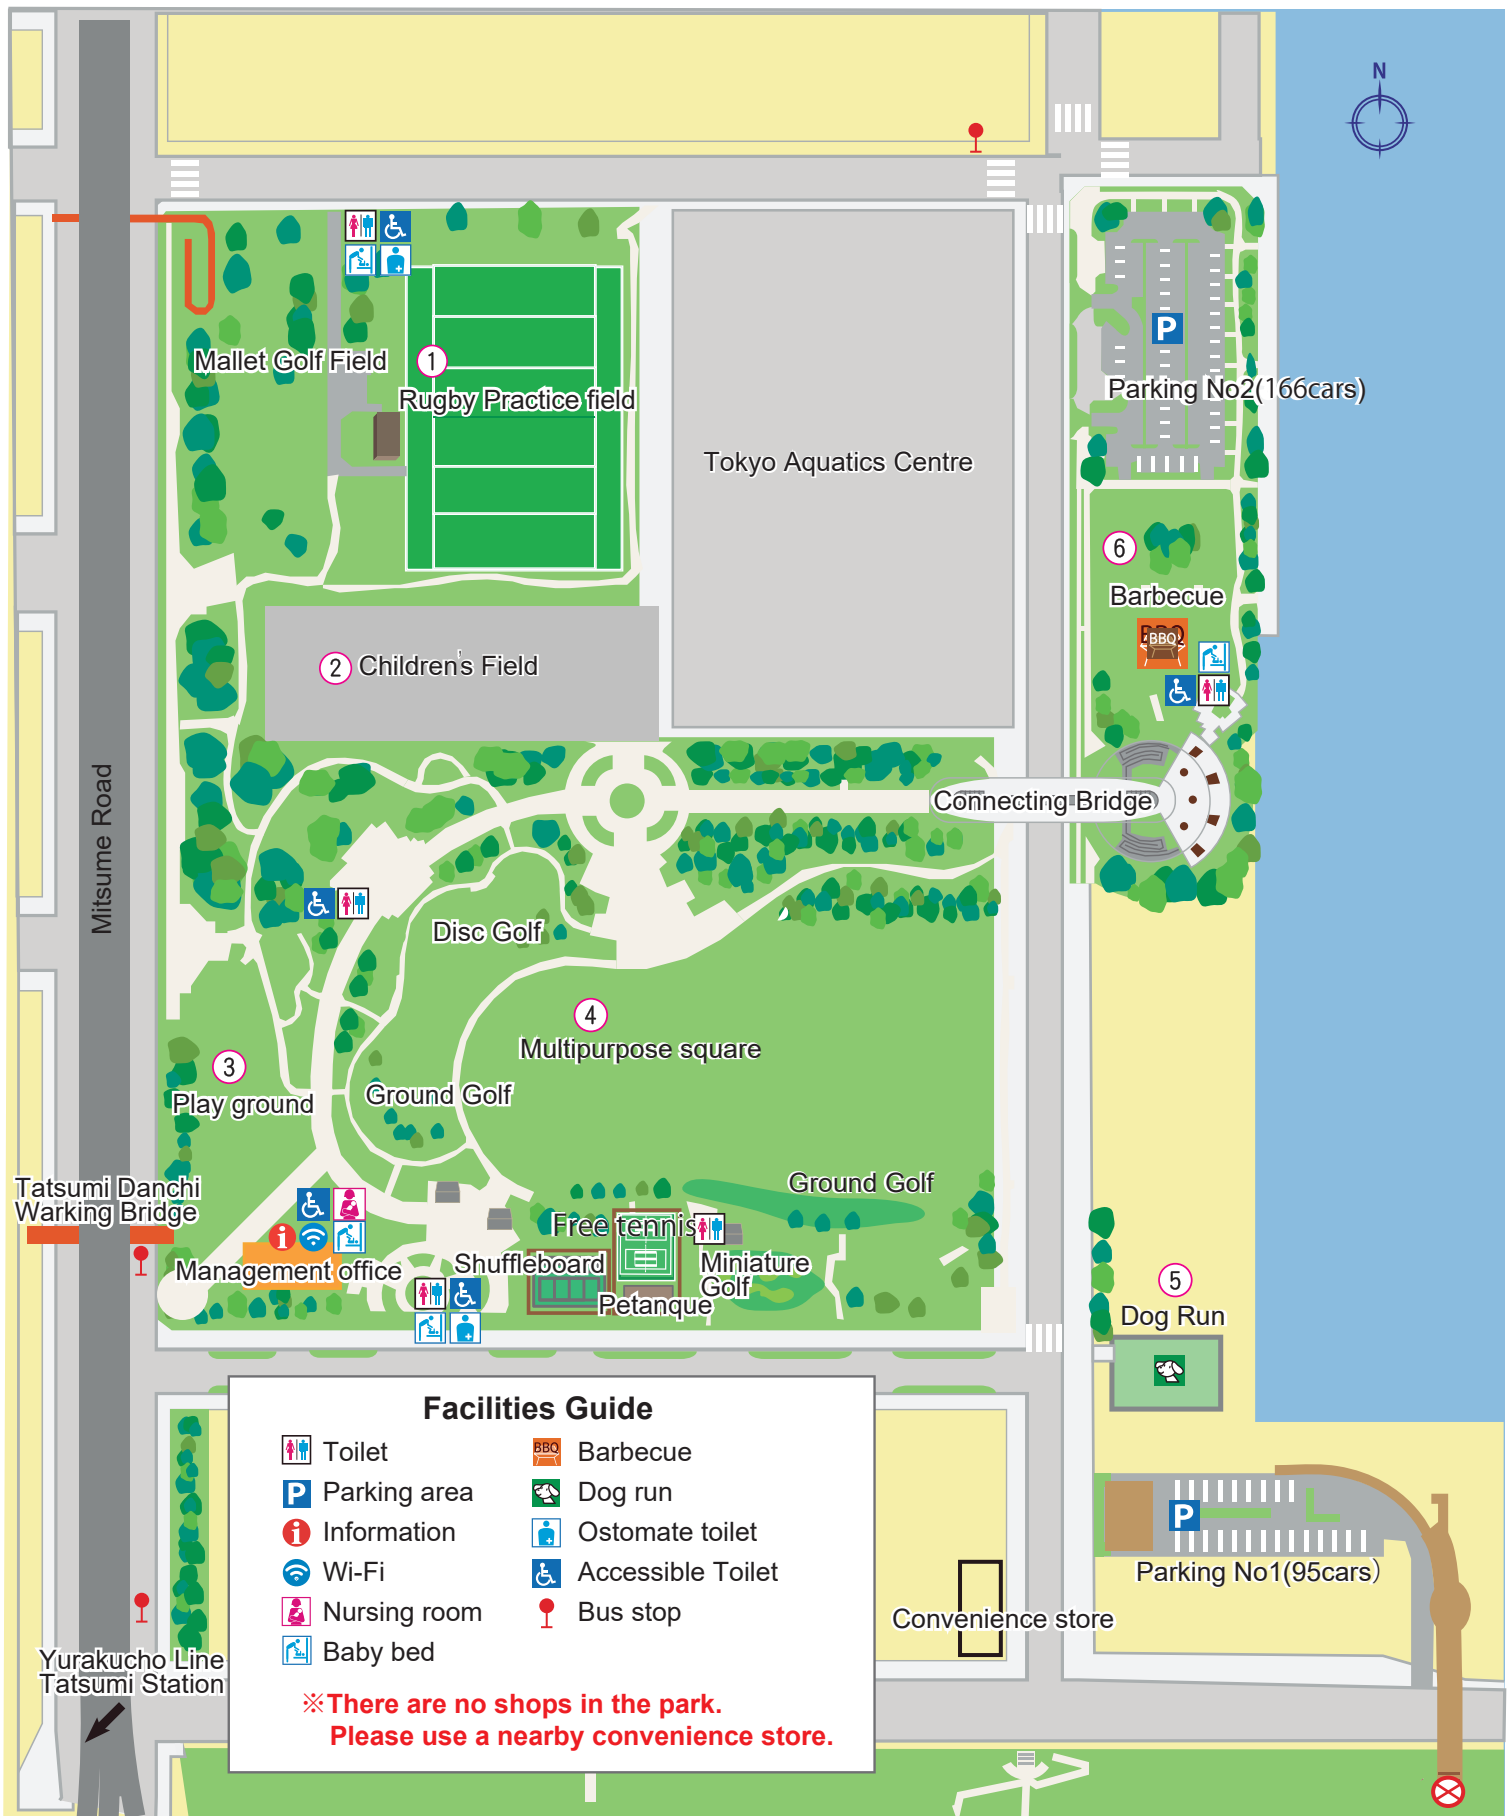 N
Mallet Golf Field
1
Rugby Practice field
Tokyo Aquatics Centre
P
Parking No2(166cars)
6
Barbecue
BBQ
BBQ
2 Children's Field
Mitsume Road
Connecting Bridge
Disc Golf
4
Multipurpose square
3
Play ground
Ground Golf
Tatsumi Danchi
Warking Bridge
Ground Golf
Free tennis
i
Management office
Shuffleboard
Miniature
Golf
Petanque
5
Dog Run
Facilities Guide
Toilet
P Parking area
i Information
Wi-Fi
Nursing room
Baby bed
BBQ Barbecue
Dog run
Ostomate toilet
Accessible Toilet
Bus stop
※There are no shops in the park.
Please use a nearby convenience store.
P
Parking No1(95cars)
Convenience store
Yurakucho Line
Tatsumi Station